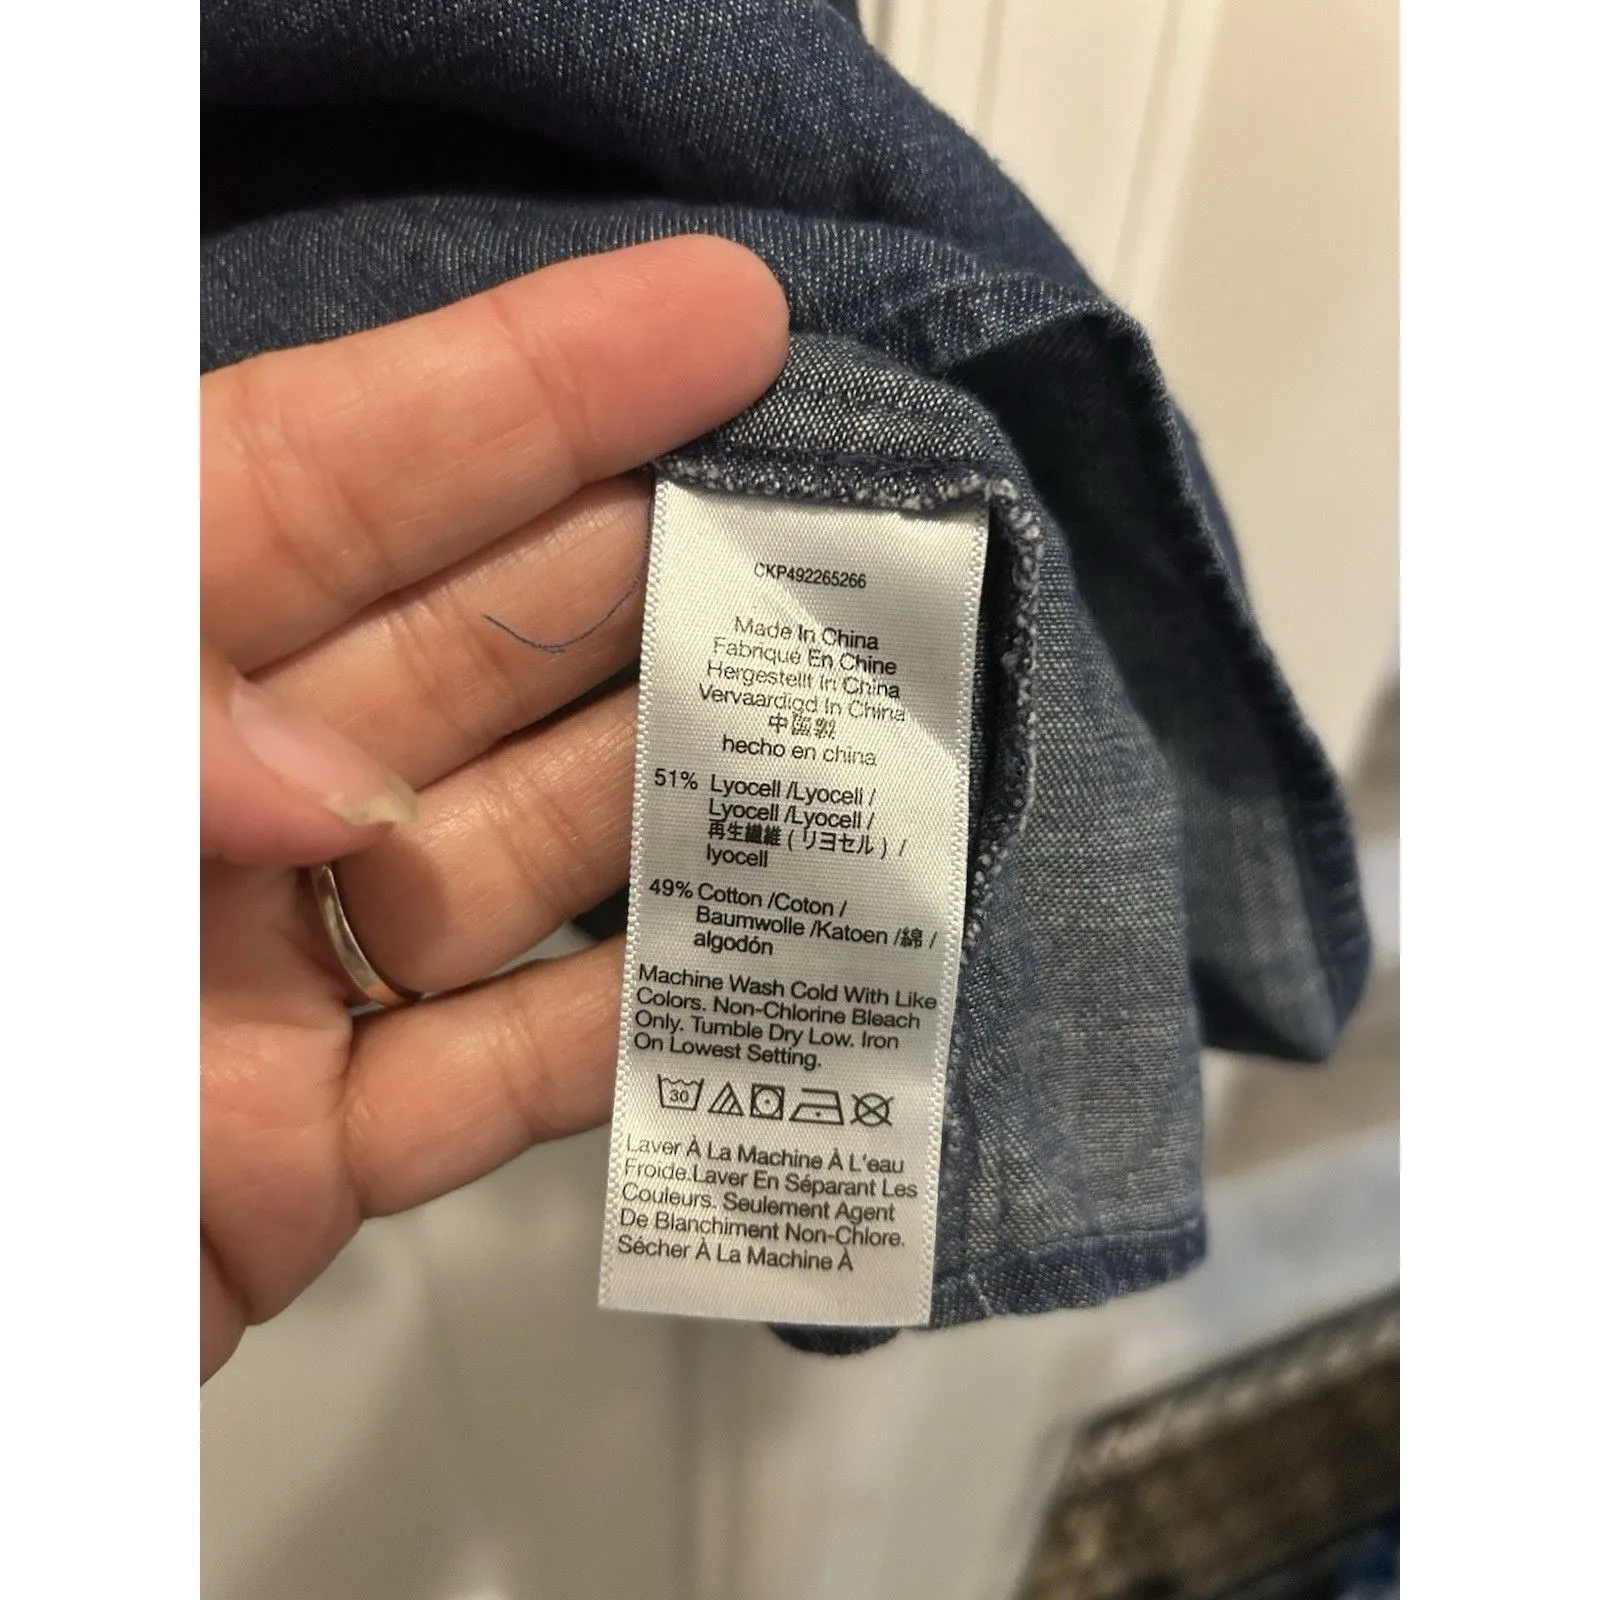 CKP492265266
Made In China
Fabrique En Chine
Hergestellt In China
Vervaardigd In China
中国製
hecho en china
51% Lyocell /Lyocell /
Lyocell /Lyocell /
再生繊維 ( リヨセル ) /
lyocell
49% Cotton /Coton /
Baumwolle /Katoen /綿 /
algodón
Machine Wash Cold With Like
Colors. Non-Chlorine Bleach
Only. Tumble Dry Low. Iron
On Lowest Setting.
30
Laver À La Machine À L'eau
Froide.Laver En Séparant Les
Couleurs. Seulement Agent
De Blanchiment Non-Chlore.
Sécher À La Machine À